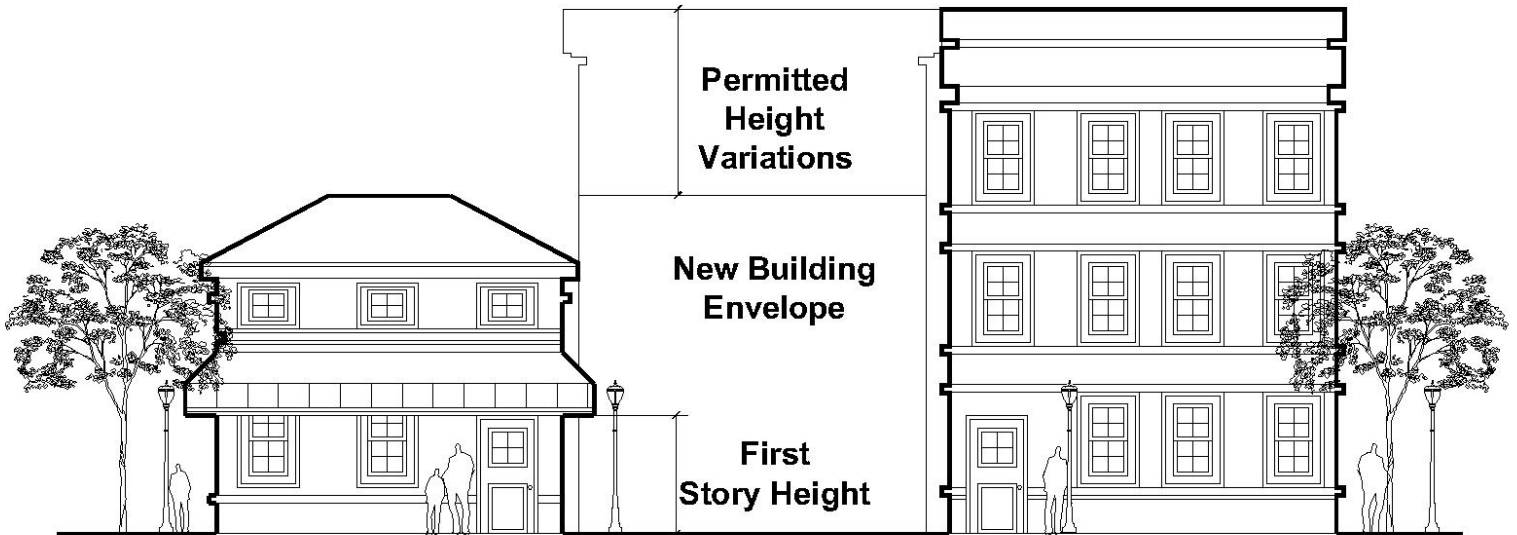 Permitted
Height
Variations
New Building
Envelope
First
Story Height